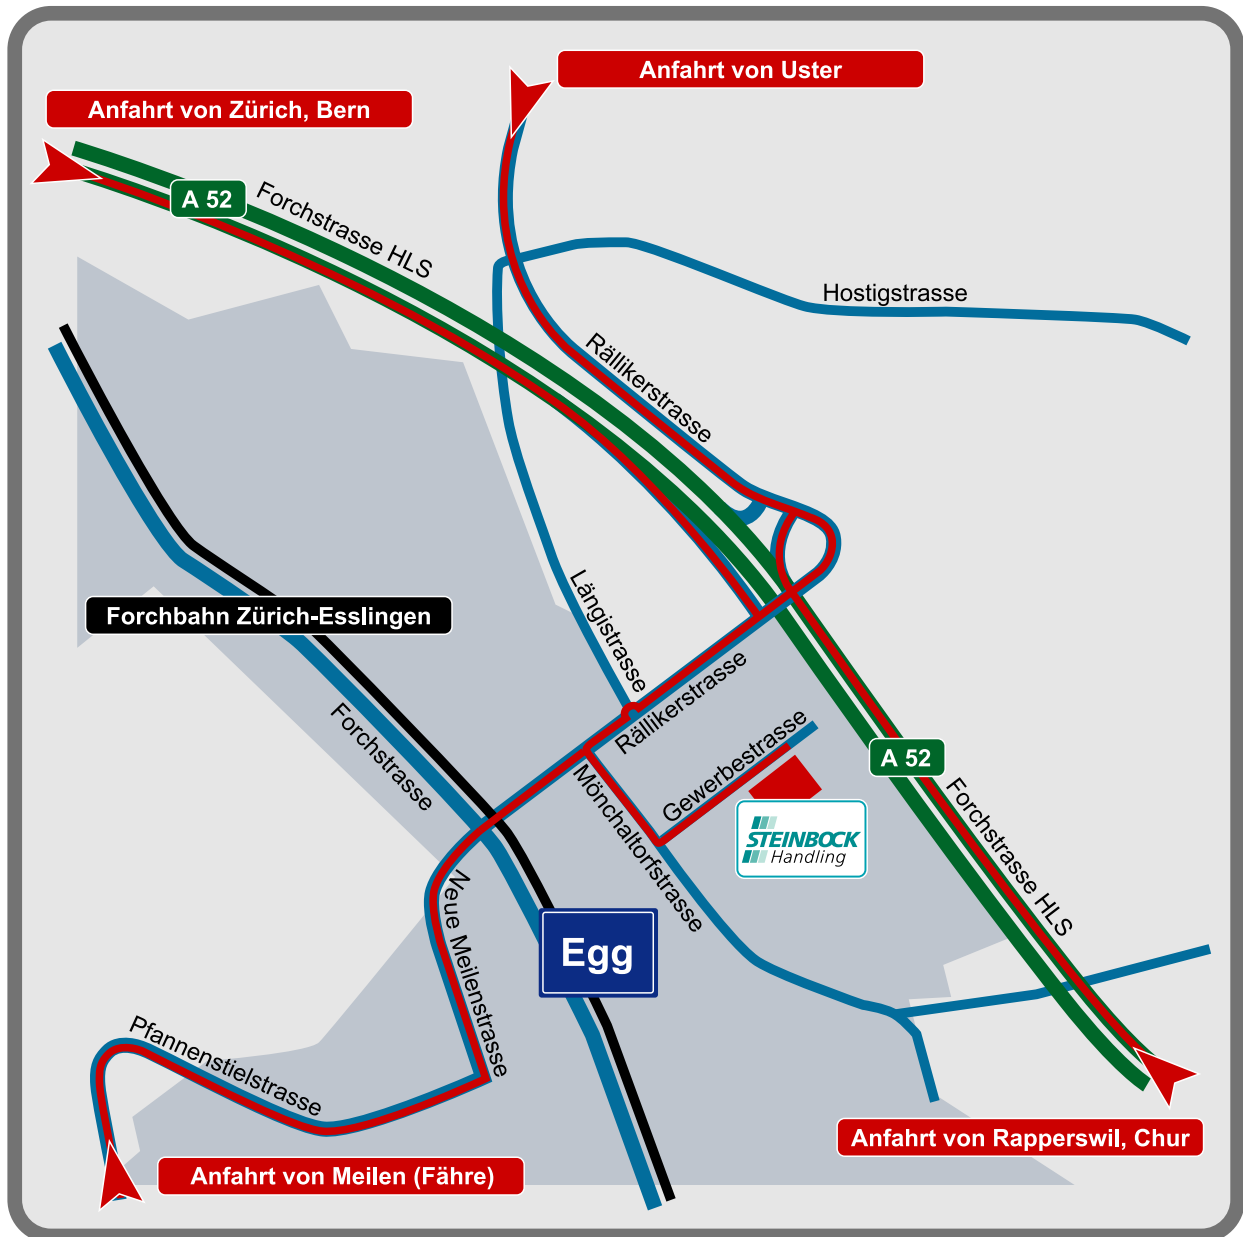 Anfahrt von Uster
Anfahrt von Zürich, Bern
A 52
Forchstrasse HLS
Hostigstrasse
Rällikerstrasse
Längistrasse
Forchbahn Zürich-Esslingen
Forchstrasse
Rällikerstrasse
Gewerbestrasse
Mönchaltorfstrasse
A 52
Forchstrasse HLS
STEINBOCK
Handling
Neue Meilenstrasse
Egg
Pfannenstielstrasse
Anfahrt von Rapperswil, Chur
Anfahrt von Meilen (Fähre)